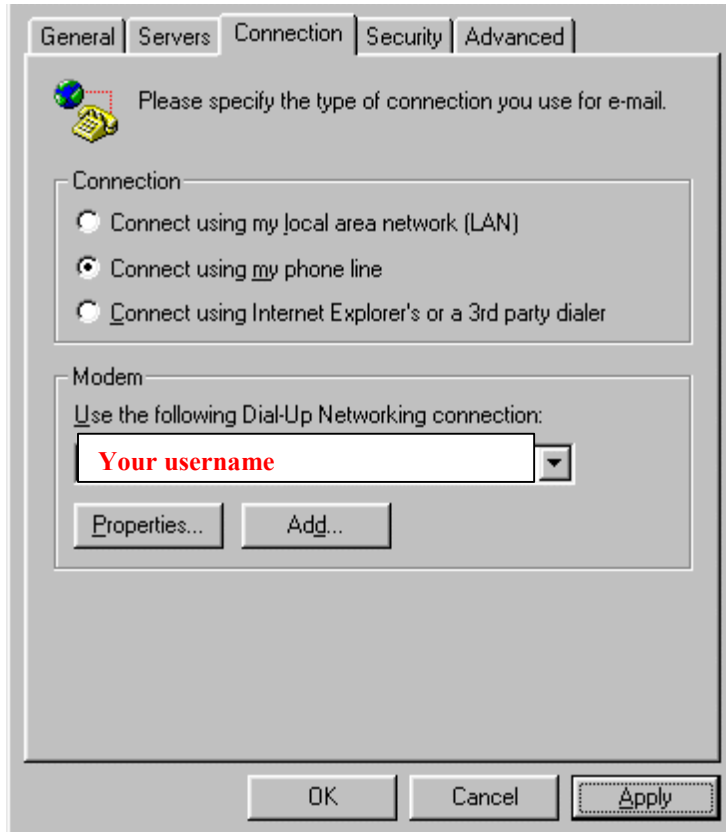 General Servers Connection Security Advanced
Please specify the type of connection you use for e-mail.
Connection
Connect using my local area network (LAN)
Connect using my phone line
Connect using Internet Explorer's or a 3rd party dialer
Modem
Use the following Dial-Up Networking connection:
Your username
Properties... Add...
OK Cancel Apply